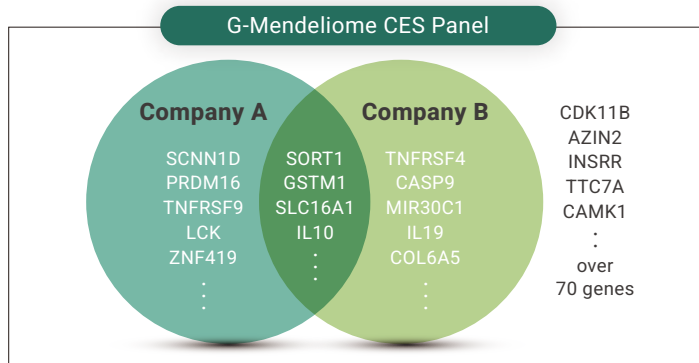 G-Mendeliome CES Panel
Company A
SCNN1D
PRDM16
TNFRSF9
LCK
ZNF419
⋮
SORT1
GSTM1
SLC16A1
IL10
⋮
Company B
TNFRSF4
CASP9
MIR30C1
IL19
COL6A5
⋮
CDK11B
AZIN2
INSRR
TTC7A
CAMK1
⋮
over
70 genes